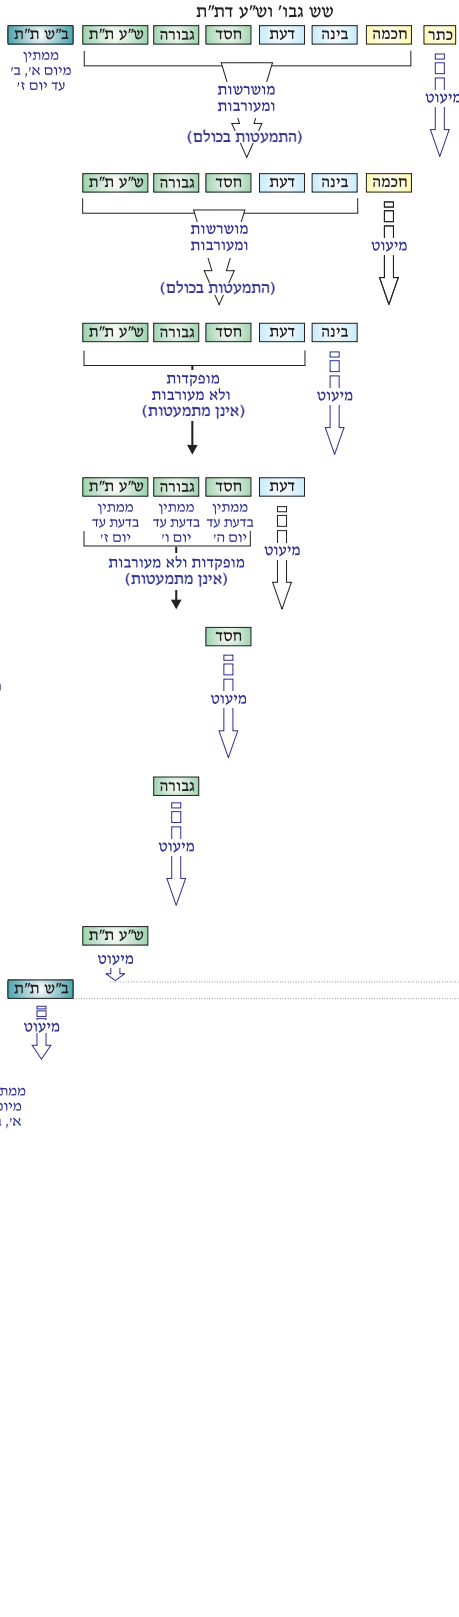 שש גבו' וש"ע דת"ת
כתר חכמה בינה דעת חסד גבורה ש"ע ת"ת ב"ש ת"ת
ממתין
מיום א', ב'
עד יום ז'
מיעוט
מושרשות
ומעורבות
(התמעטות בכולם)
חכמה בינה דעת חסד גבורה ש"ע ת"ת
מיעוט
מושרשות
ומעורבות
(התמעטות בכולם)
בינה דעת חסד גבורה ש"ע ת"ת
מיעוט
מופקדות
ולא מעורבות
(אינן מתמעטות)
דעת חסד גבורה ש"ע ת"ת
ממתין
בדעת עד
יום ה'
ממתין
בדעת עד
יום ו'
ממתין
בדעת עד
יום ז'
מיעוט
מופקדות ולא מעורבות
(אינן מתמעטות)
חסד
מיעוט
גבורה
מיעוט
ש"ע ת"ת
מיעוט
ב"ש ת"ת
מיעוט
א',